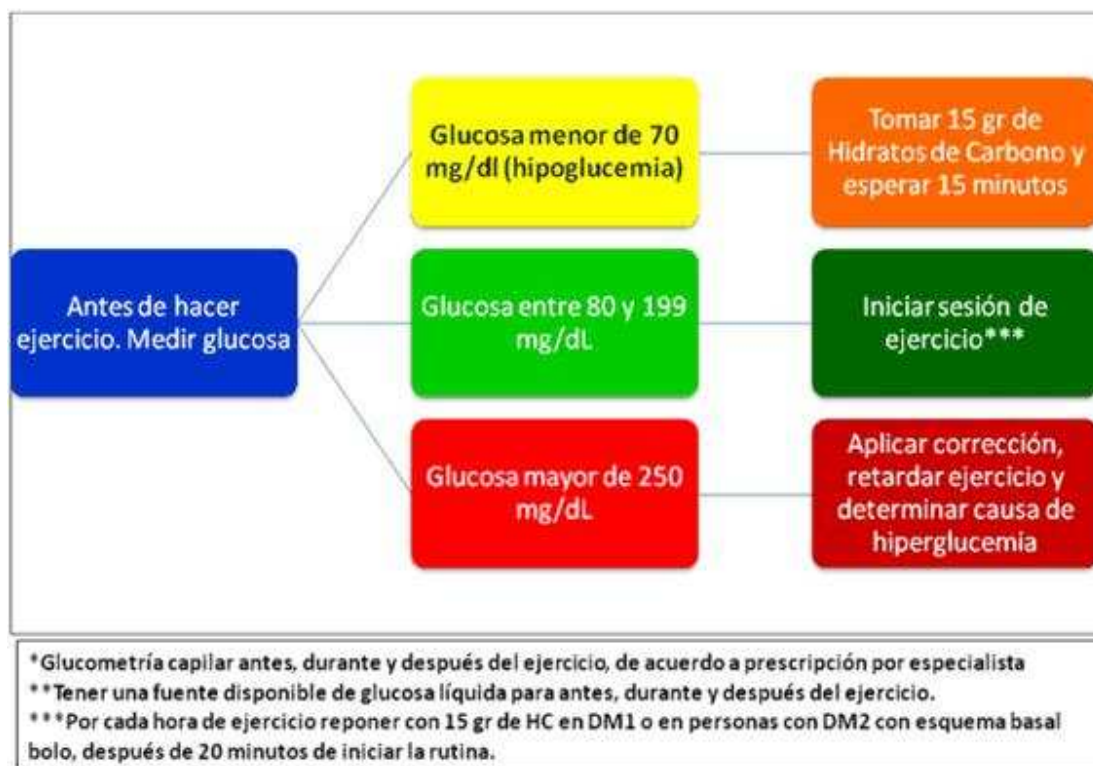 Antes de hacer
ejercicio. Medir glucosa
Glucosa menor de 70
mg/dl (hipoglucemia)
Tomar 15 gr de
Hidratos de Carbono y
esperar 15 minutos
Glucosa entre 80 y 199
mg/dL
Iniciar sesión de
ejercicio***
Glucosa mayor de 250
mg/dL
Aplicar corrección,
retardar ejercicio y
determinar causa de
hiperglucemia
*Glucometría capilar antes, durante y después del ejercicio, de acuerdo a prescripción por especialista
**Tener una fuente disponible de glucosa líquida para antes, durante y después del ejercicio.
***Por cada hora de ejercicio reponer con 15 gr de HC en DM1 o en personas con DM2 con esquema basal
bolo, después de 20 minutos de iniciar la rutina.